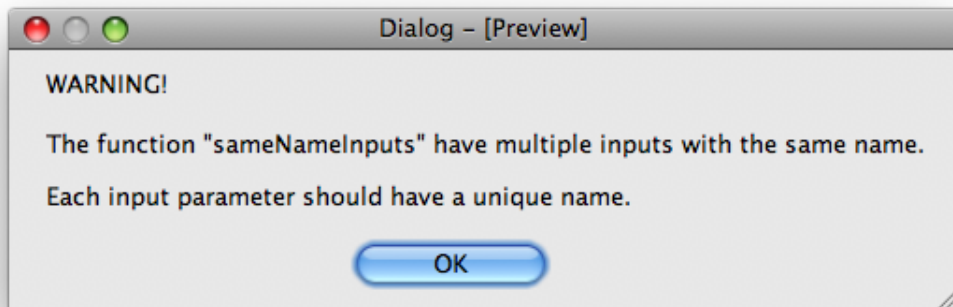 Dialog – [Preview]
WARNING!
The function "sameNameInputs" have multiple inputs with the same name.
Each input parameter should have a unique name.
OK